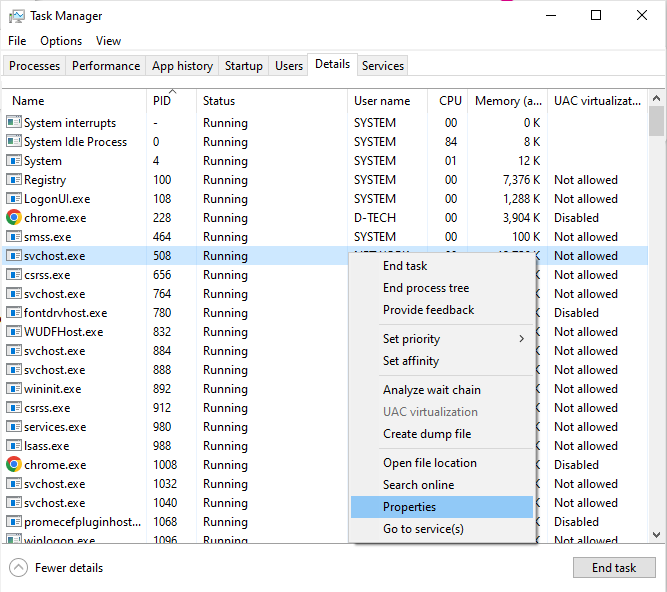 Task Manager
File Options View
Processes Performance App history Startup Users Details Services
Name PID Status User name CPU Memory (a... UAC virtualizat...
System interrupts - Running SYSTEM 00 0 K
System Idle Process 0 Running SYSTEM 84 8 K
System 4 Running SYSTEM 01 12 K
Registry 100 Running SYSTEM 00 7,376 K Not allowed
LogonUI.exe 108 Running SYSTEM 00 1,288 K Not allowed
chrome.exe 228 Running D-TECH 00 3,904 K Disabled
smss.exe 464 Running SYSTEM 00 100 K Not allowed
svchost.exe 508 Running Not allowed
End task
csrss.exe 656 Running K Not allowed
End process tree
svchost.exe 764 Running K Not allowed
Provide feedback
fontdrvhost.exe 780 Running K Disabled
WUDFHost.exe 832 Running K Not allowed
Set priority
svchost.exe 884 Running K Not allowed
Set affinity
svchost.exe 888 Running K Not allowed
wininit.exe 892 Running K Not allowed
Analyze wait chain
csrss.exe 912 Running K Not allowed
UAC virtualization
services.exe 980 Running K Not allowed
Create dump file
lsass.exe 988 Running K Not allowed
chrome.exe 1008 Running K Disabled
Open file location
svchost.exe 1032 Running K Not allowed
Search online
svchost.exe 1040 Running K Not allowed
Properties
promecefpluginhost... 1068 Running K Disabled
Go to service(s)
winlogon.exe 1096 Running K Not allowed
Fewer details End task